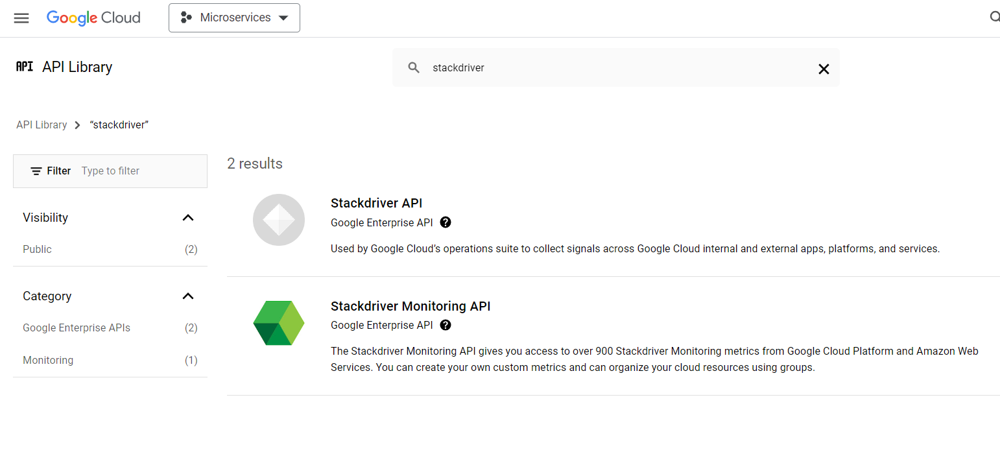 Google Cloud
Microservices
API API Library
stackdriver
API Library “stackdriver”
Filter Type to filter
Visibility
Public (2)
Category
Google Enterprise APIs (2)
Monitoring (1)
2 results
Stackdriver API
Google Enterprise API ?
Used by Google Cloud’s operations suite to collect signals across Google Cloud internal and external apps, platforms, and services.
Stackdriver Monitoring API
Google Enterprise API ?
The Stackdriver Monitoring API gives you access to over 900 Stackdriver Monitoring metrics from Google Cloud Platform and Amazon Web
Services. You can create your own custom metrics and can organize your cloud resources using groups.